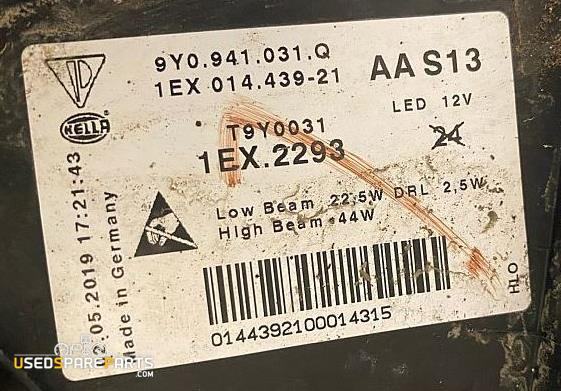 9Y0.941.031.Q
1EX 014.439-21
AA S13
LED 12V
24
HELLA
T9Y0031
1EX.2293
Low Beam 22,5W DRL 2,5W
High Beam 44W
2.05.2019 17:21:43
Made in Germany
0144392100014315
HLO
USEDSPAREPARTS
.COM